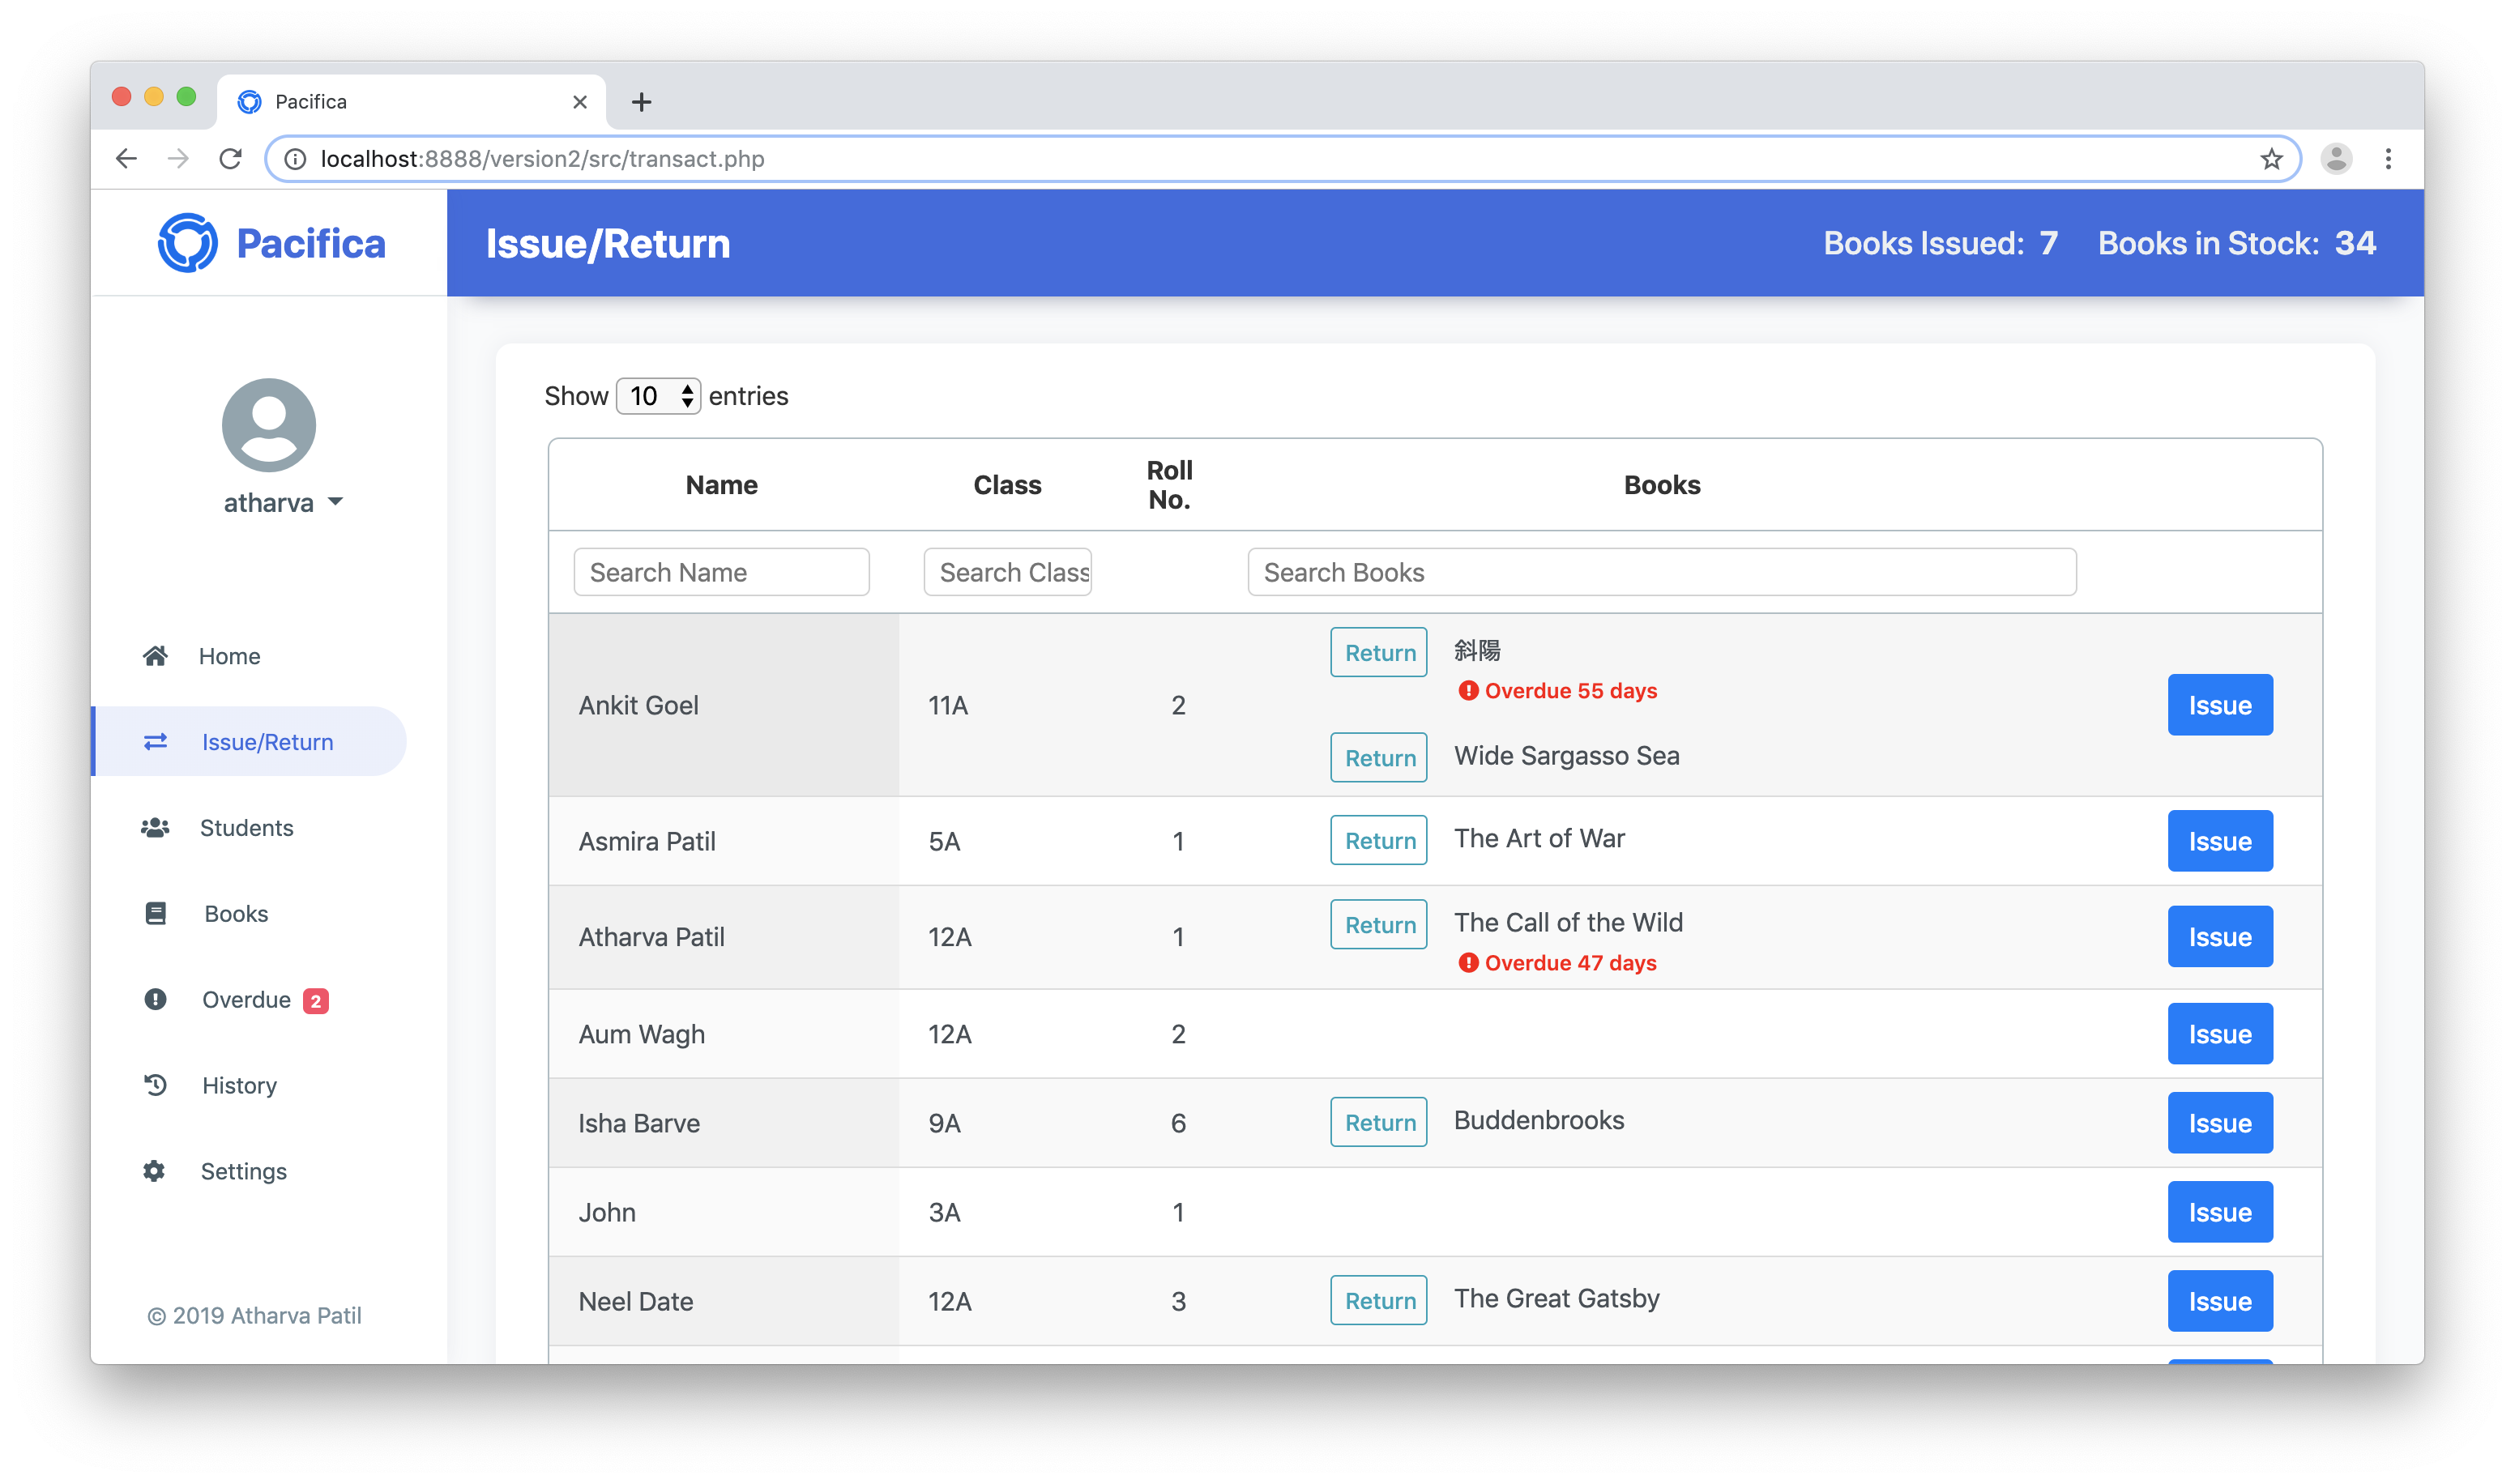 Pacifica
localhost:8888/version2/src/transact.php
Pacifica
Issue/Return
Books Issued: 7
Books in Stock: 34
atharva
Home
Issue/Return
Students
Books
Overdue 2
History
Settings
© 2019 Atharva Patil
Show 10 entries
Name Class Roll No. Books
Search Name Search Class Search Books
Ankit Goel 11A 2 Return 斜陽 Issue
Overdue 55 days
Return Wide Sargasso Sea
Asmira Patil 5A 1 Return The Art of War Issue
Atharva Patil 12A 1 Return The Call of the Wild Issue
Overdue 47 days
Aum Wagh 12A 2 Issue
Isha Barve 9A 6 Return Buddenbrooks Issue
John 3A 1 Issue
Neel Date 12A 3 Return The Great Gatsby Issue